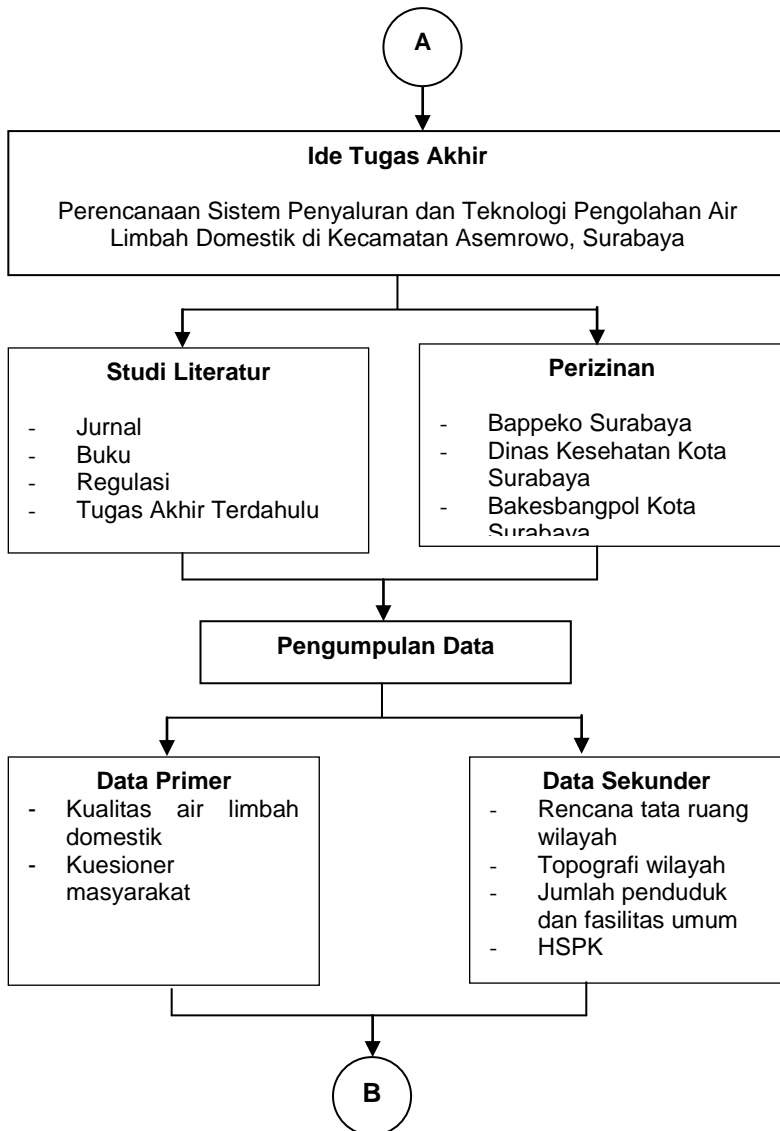 A
Ide Tugas Akhir
Perencanaan Sistem Penyaluran dan Teknologi Pengolahan Air
Limbah Domestik di Kecamatan Asemrowo, Surabaya
Studi Literatur
- Jurnal
- Buku
- Regulasi
- Tugas Akhir Terdahulu
Perizinan
- Bappeko Surabaya
- Dinas Kesehatan Kota
Surabaya
- Bakesbangpol Kota
Surabaya
Pengumpulan Data
Data Primer
- Kualitas air limbah
domestik
- Kuesioner
masyarakat
Data Sekunder
- Rencana tata ruang
wilayah
- Topografi wilayah
- Jumlah penduduk
dan fasilitas umum
- HSPK
B